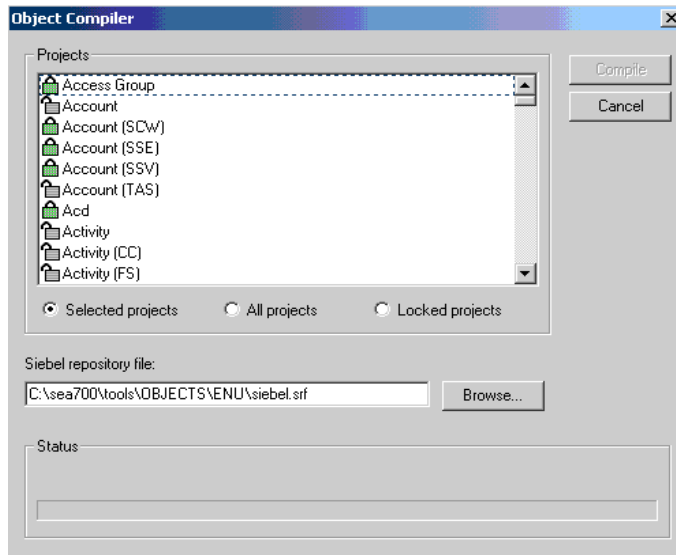 Object Compiler
Projects
Access Group
Account
Account (SCW)
Account (SSE)
Account (SSV)
Account (TAS)
Acd
Activity
Activity (CC)
Activity (FS)
Compile
Cancel
Selected projects All projects Locked projects
Siebel repository file:
C:\sea700\tools\OBJECTS\ENU\siebel.srf
Browse...
Status